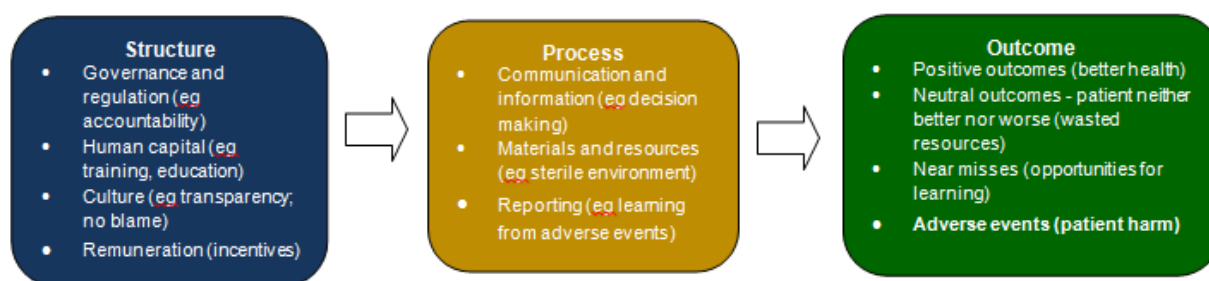 Structure
• Governance and
regulation (eg
accountability)
• Human capital (eg
training, education)
• Culture (eg transparency;
no blame)
• Remuneration (incentives)
Process
• Communication and
information (eg decision
making)
• Materials and resources
(eg sterile environment)
• Reporting (eg learning
from adverse events)
Outcome
• Positive outcomes (better health)
• Neutral outcomes - patient neither
better nor worse (wasted
resources)
• Near misses (opportunities for
learning)
• Adverse events (patient harm)